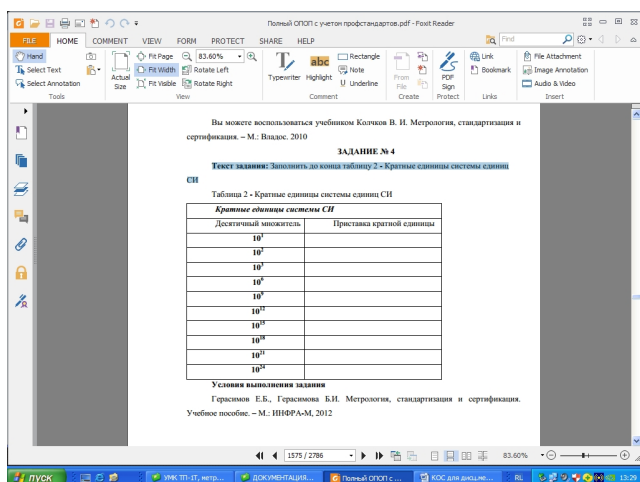 Полный ОПОП с учетом профстандартов.pdf - Foxit Reader
FILE HOME COMMENT VIEW FORM PROTECT SHARE HELP Find
Hand
Select Text
Select Annotation
Actual Size
Fit Page 83.60%
Fit Width Rotate Left
Fit Visible Rotate Right
Typewriter Highlight
Rectangle
Note
Underline
From File
PDF Sign
Link
Bookmark
File Attachment
Image Annotation
Audio & Video
Tools View Comment Create Protect Links Insert
Вы можете воспользоваться учебником Колчков В. И. Метрология, стандартизация и
сертификация. – М.: Владос. 2010
ЗАДАНИЕ № 4
Текст задания: Заполнить до конца таблицу 2 - Кратные единицы системы единиц
СИ
Таблица 2 - Кратные единицы системы единиц СИ
Кратные единицы системы СИ
Десятичный множитель Приставка кратной единицы
10¹
10²
10³
10⁶
10⁹
10¹²
10¹⁵
10¹⁸
10²¹
10²⁴
Условия выполнения задания
Герасимов Е.Б., Герасимова Б.И. Метрология, стандартизация и сертификация.
Учебное пособие. – М.: ИНФРА-М, 2012
1575 / 2786 83.60%
пуск УМК ТП-1Т, метр... ДОКУМЕНТАЦИЯ... Полный ОПОП с ... КОС для дисц.ме... RL 13:29